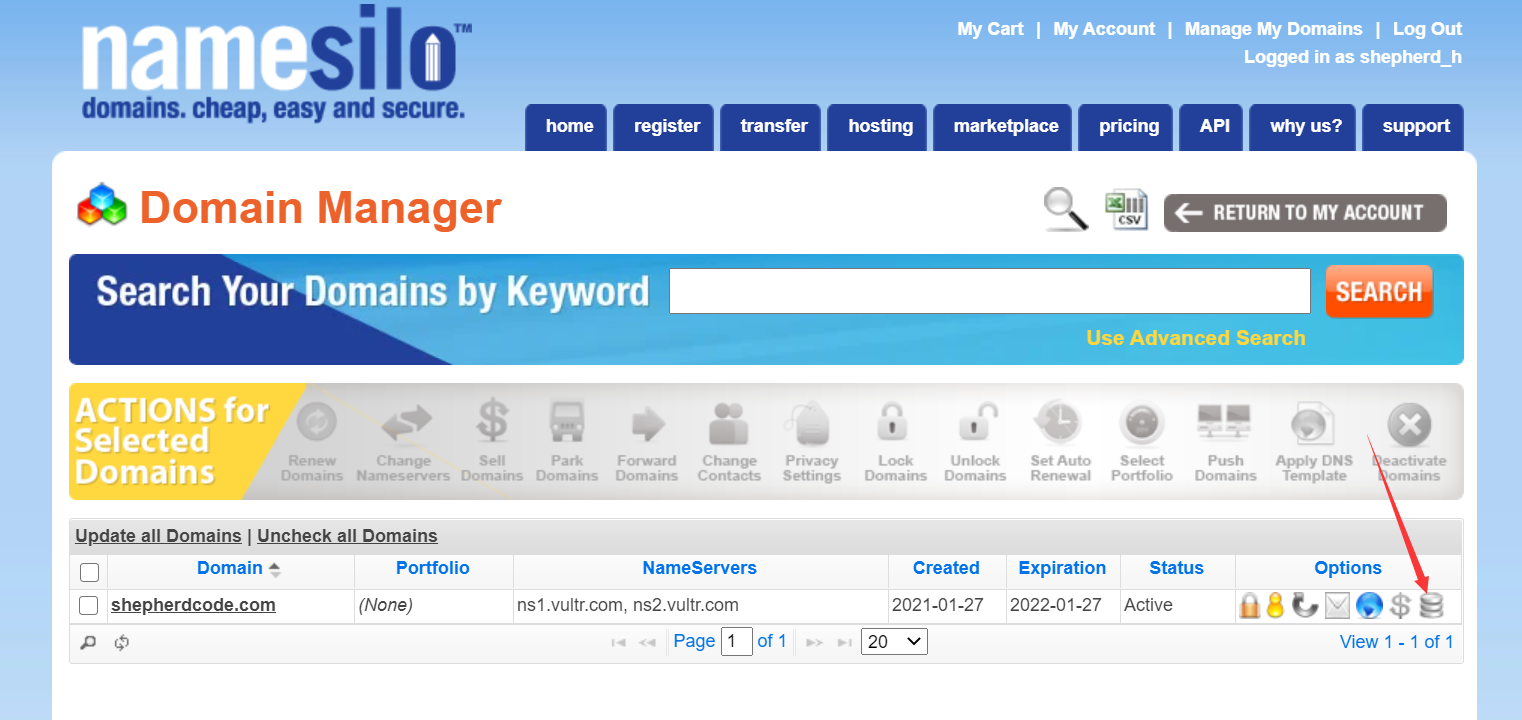 namesilo™
domains. cheap, easy and secure.
My Cart | My Account | Manage My Domains | Log Out
Logged in as shepherd_h
home register transfer hosting marketplace pricing API why us? support
Domain Manager
CSV
RETURN TO MY ACCOUNT
Search Your Domains by Keyword
SEARCH
Use Advanced Search
ACTIONS for
Selected
Domains
Renew
Domains
Change
Nameservers
Sell
Domains
Park
Domains
Forward
Domains
Change
Contacts
Privacy
Settings
Lock
Domains
Unlock
Domains
Set Auto
Renewal
Select
Portfolio
Push
Domains
Apply DNS
Template
Deactivate
Domains
Update all Domains | Uncheck all Domains
Domain Portfolio NameServers Created Expiration Status Options
shepherdcode.com (None) ns1.vultr.com, ns2.vultr.com 2021-01-27 2022-01-27 Active
Page 1 of 1 20 View 1 - 1 of 1